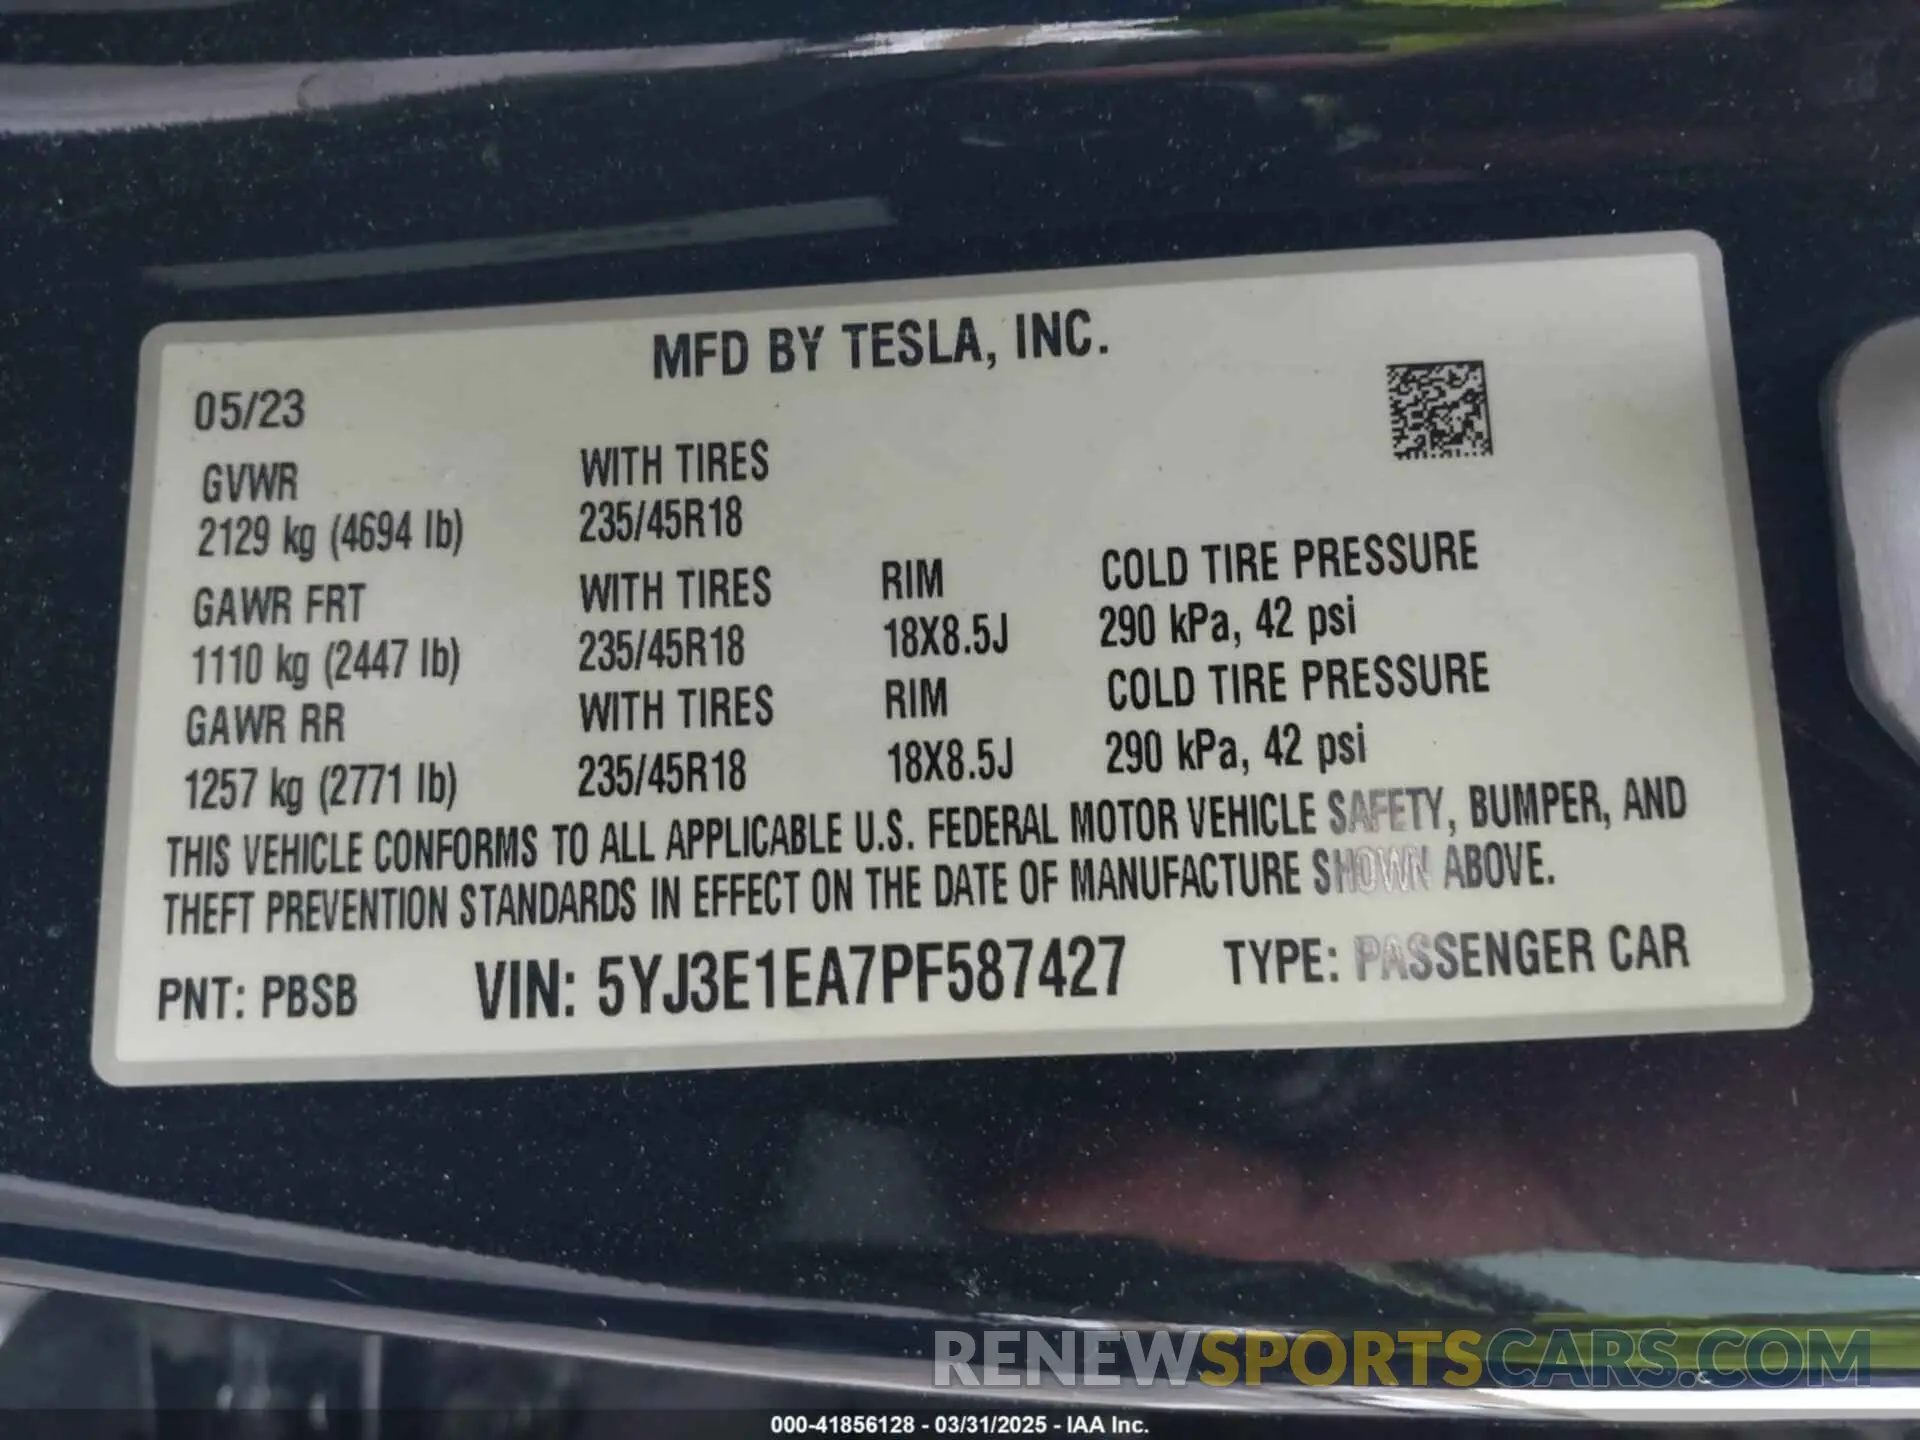 MFD BY TESLA, INC.
05/23
GVWR WITH TIRES
2129 kg (4694 lb) 235/45R18
GAWR FRT WITH TIRES RIM COLD TIRE PRESSURE
1110 kg (2447 lb) 235/45R18 18X8.5J 290 kPa, 42 psi
GAWR RR WITH TIRES RIM COLD TIRE PRESSURE
1257 kg (2771 lb) 235/45R18 18X8.5J 290 kPa, 42 psi
THIS VEHICLE CONFORMS TO ALL APPLICABLE U.S. FEDERAL MOTOR VEHICLE SAFETY, BUMPER, AND
THEFT PREVENTION STANDARDS IN EFFECT ON THE DATE OF MANUFACTURE SHOWN ABOVE.
PNT: PBSB VIN: 5YJ3E1EA7PF587427 TYPE: PASSENGER CAR
RENEWSPORTSCARS.COM
000-41856128 - 03/31/2025 - IAA Inc.